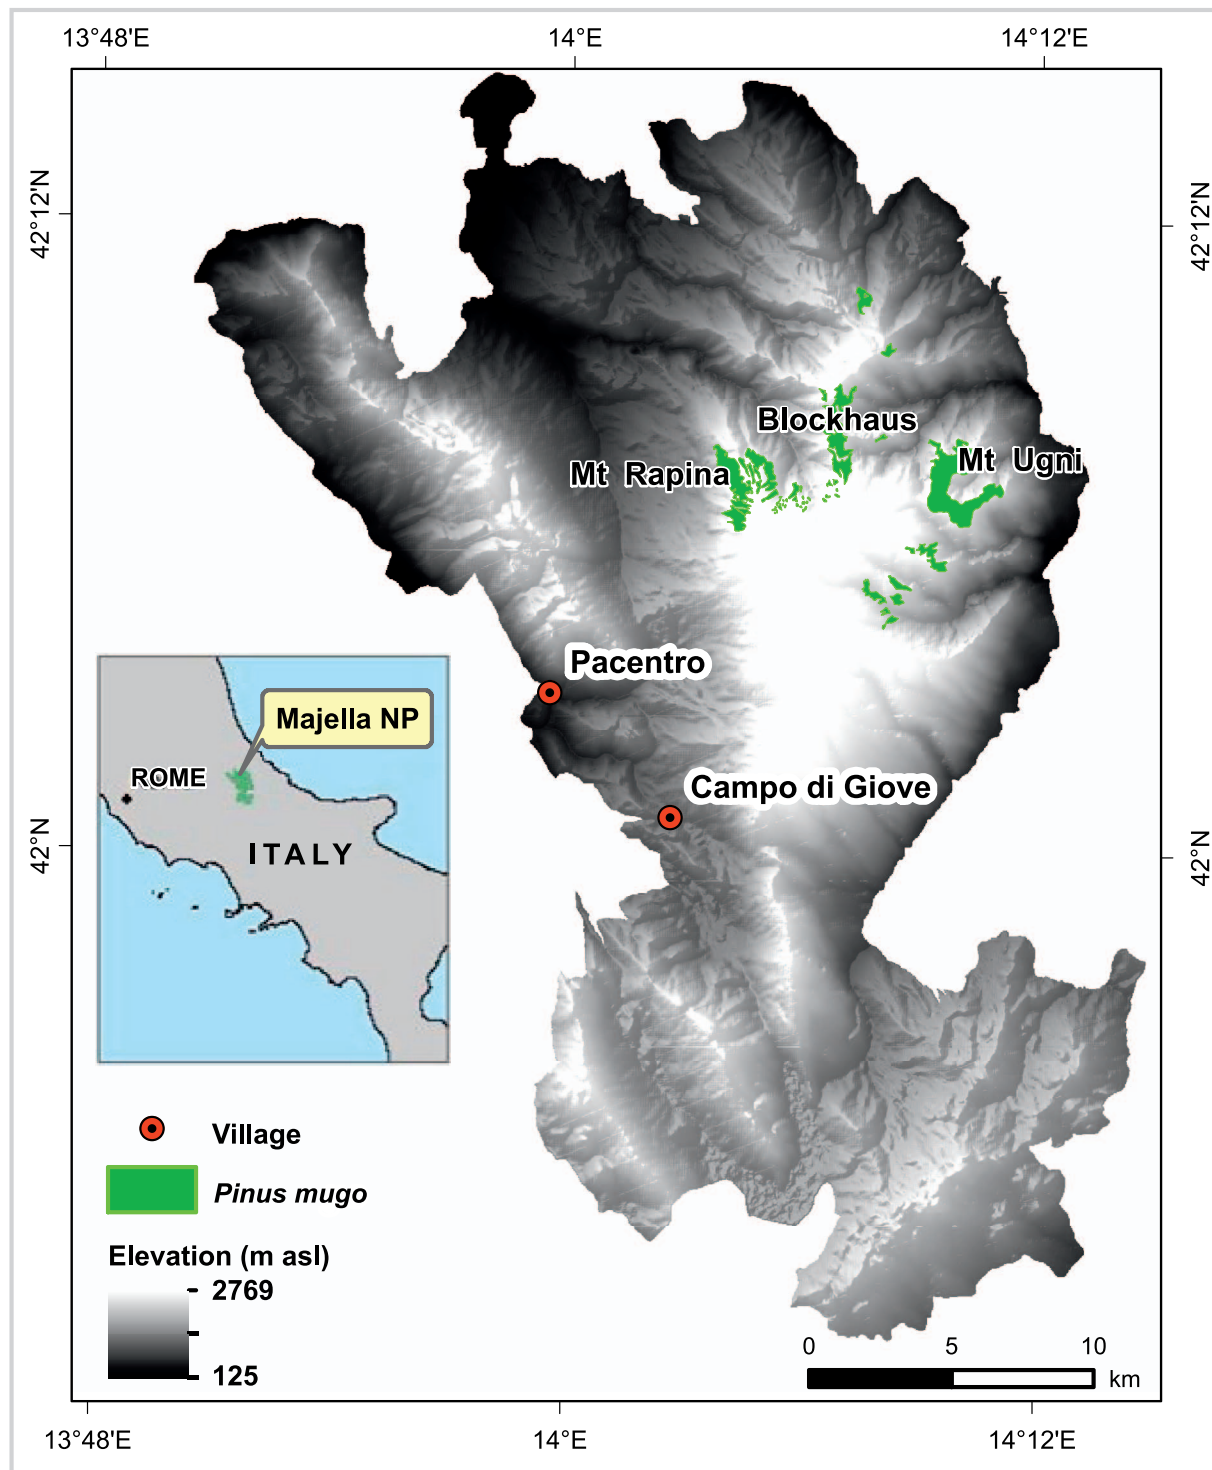 13°48'E
14°E
14°12'E
42°12'N
42°12'N
Blockhaus
Mt Rapina
Mt Ugni
Pacentro
Majella NP
ROME
Campo di Giove
ITALY
42°N
42°N
Village
Pinus mugo
Elevation (m asl)
2769
125
0 5 10
km
13°48'E
14°E
14°12'E